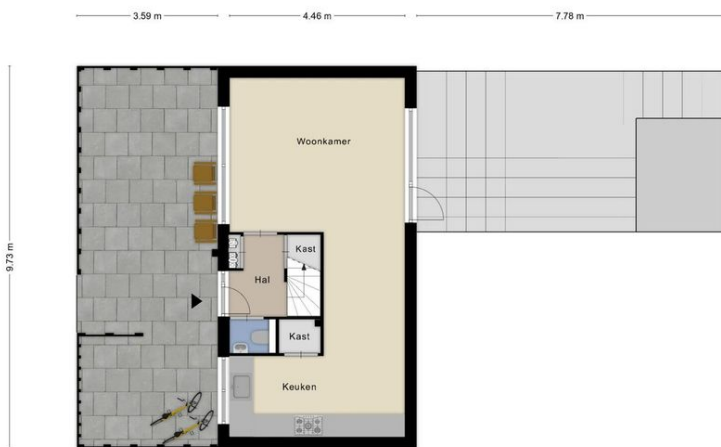 3.59 m
4.46 m
7.78 m
9.73 m
Woonkamer
Kast
Hal
Kast
Keuken